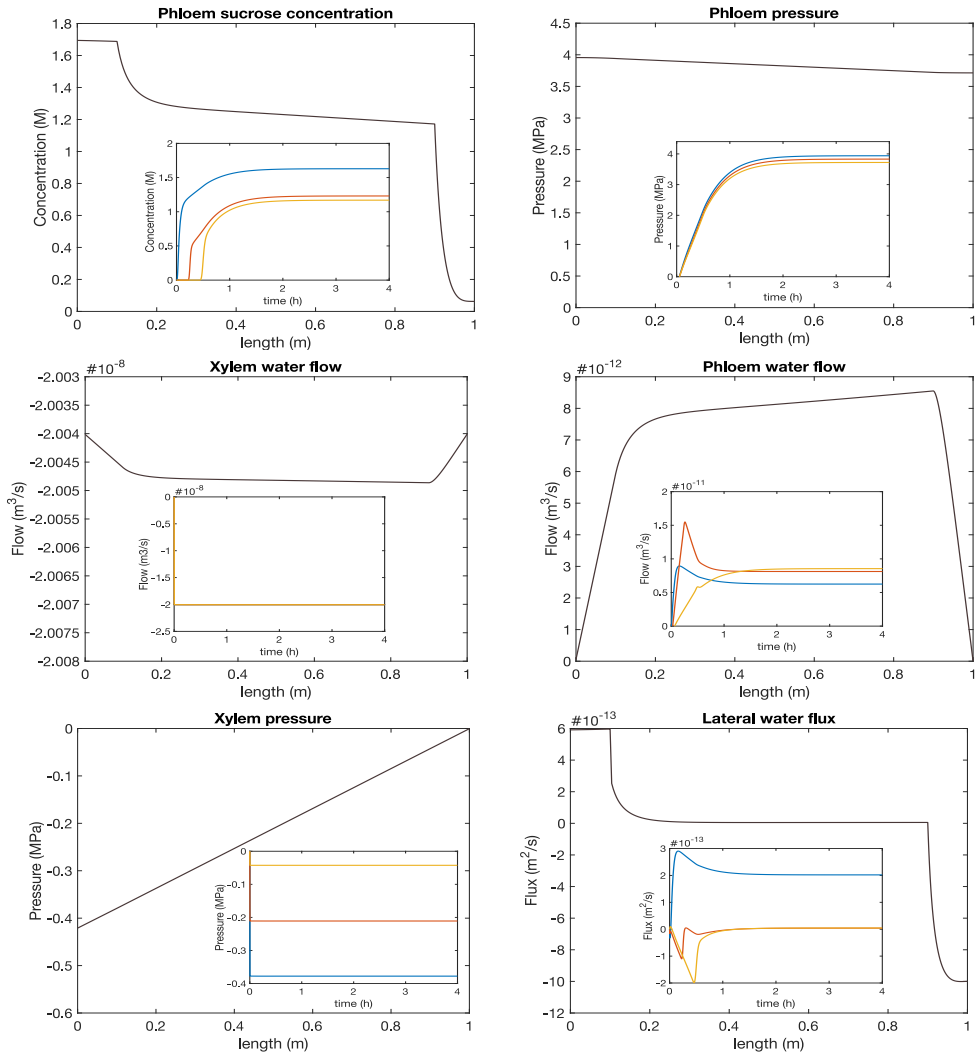 Phloem sucrose concentration
1.8
1.6
1.4
1.2
1
0.8
0.6
0.4
0.2
0
Concentration (M)
0 0.2 0.4 0.6 0.8 1
length (m)
2
1.5
1
0.5
0
Concentration (M)
0 1 2 3 4
time (h)
Phloem pressure
4.5
4
3.5
3
2.5
2
1.5
1
0.5
0
Pressure (MPa)
0 0.2 0.4 0.6 0.8 1
length (m)
4
3
2
1
0
Pressure (MPa)
0 1 2 3 4
time (h)
Xylem water flow
#10^-8
-2.003
-2.0035
-2.004
-2.0045
-2.005
-2.0055
-2.006
-2.0065
-2.007
-2.0075
-2.008
Flow (m^3/s)
0 0.2 0.4 0.6 0.8 1
length (m)
#10^-8
0
-0.5
-1
-1.5
-2
-2.5
Flow (m3/s)
0 1 2 3 4
time (h)
Phloem water flow
#10^-12
9
8
7
6
5
4
3
2
1
0
Flow (m^3/s)
0 0.2 0.4 0.6 0.8 1
length (m)
#10^-11
2
1.5
1
0.5
0
Flow (m^3/s)
0 1 2 3 4
time (h)
Xylem pressure
0
-0.1
-0.2
-0.3
-0.4
-0.5
-0.6
Pressure (MPa)
0 0.2 0.4 0.6 0.8 1
length (m)
0
-0.1
-0.2
-0.3
-0.4
Pressure (MPa)
0 1 2 3 4
time (h)
Lateral water flux
#10^-13
6
4
2
0
-2
-4
-6
-8
-10
-12
Flux (m^2/s)
0 0.2 0.4 0.6 0.8 1
length (m)
#10^-13
3
2
1
0
-1
-2
Flux (m^2/s)
0 1 2 3 4
time (h)